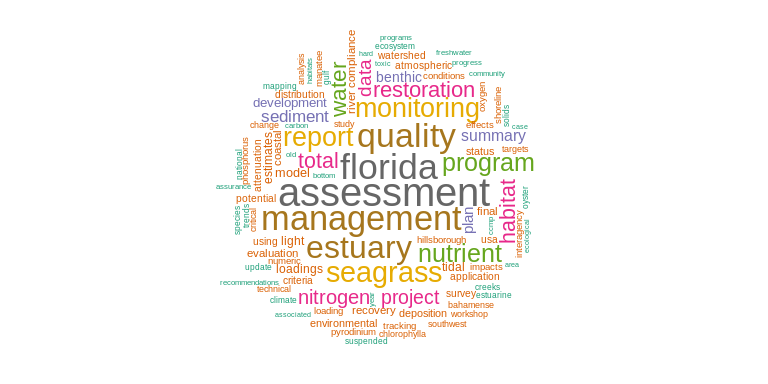 programs
ecosystem
hard
freshwater
watershed
toxic
progress
atmospheric
analysis
habitats
manatee
gulf
river
compliance
data
benthic
conditions
community
mapping
distribution
water
restoration
oxygen
shoreline
solids
development
monitoring
sediment
carbon
study
effects
case
change
report
quality
summary
coastal
estimates
phosphorus
national
old
total
florida
status
targets
program
attenuation
model
bottom
assurance
assessment
habitat
oyster
potential
species
trends
critical
management
plan
final
ccmp
interagency
ecological
using
light
estuary
hillsborough
usa
evaluation
numeric
nutrient
update
loadings
seagrass
tidal
impacts
area
recommendations
criteria
application
technical
creeks
climate
nitrogen
year
project
survey
estuarine
associated
loading
recovery
deposition
bahamense
workshop
environmental
tracking
southwest
pyrodinium
chlorophylla
suspended